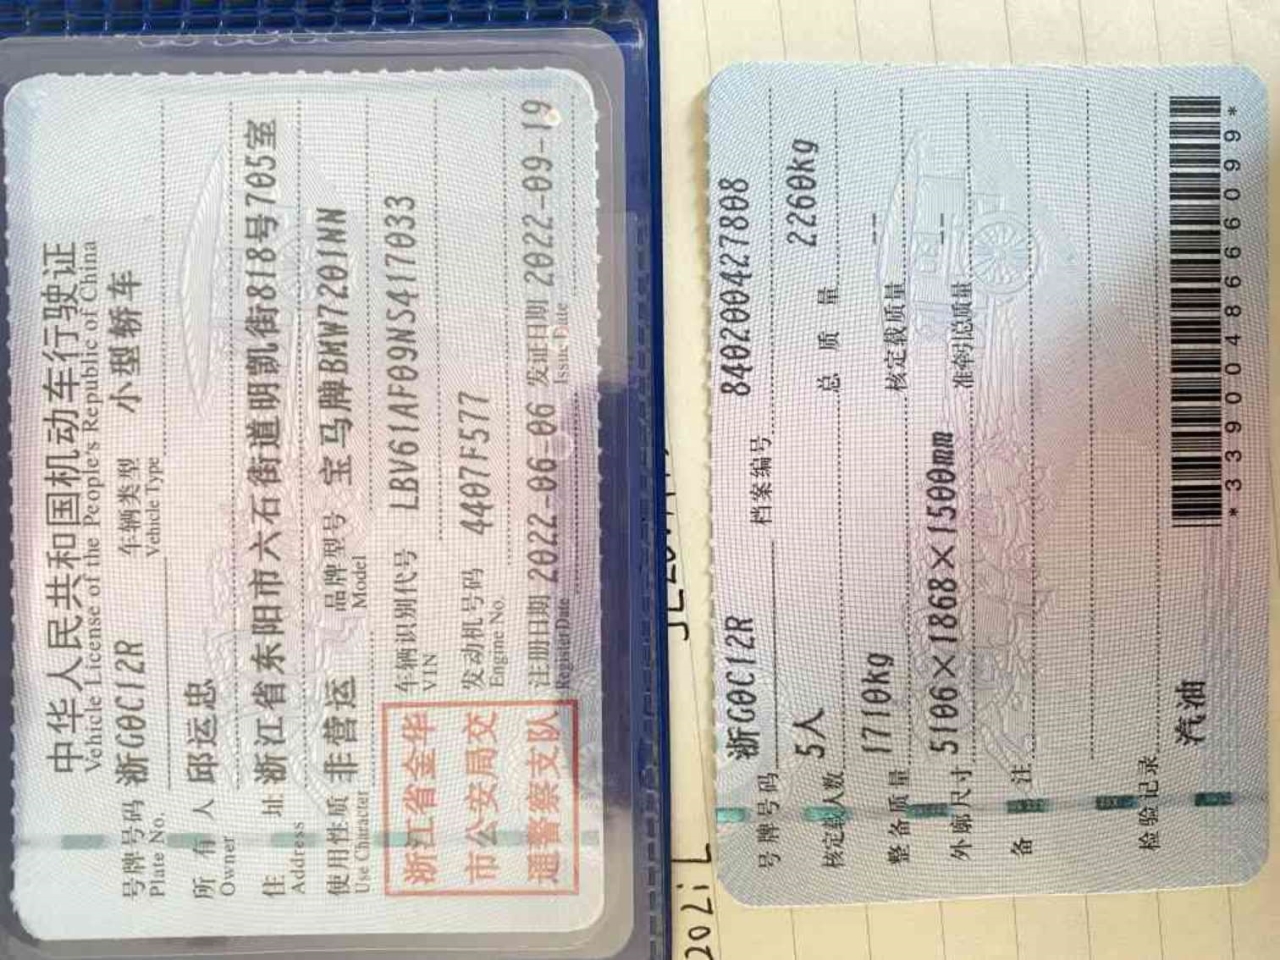 中华人民共和国机动车行驶证
Vehicle License of the People's Republic of China
号牌号码 浙G0C12R 车辆类型 小型轿车
Plate No. Vehicle Type
所有人 邱运忠
Owner
住址 浙江省东阳市六石街道明凯街818号705室
Address
使用性质 非营运 品牌型号 宝马牌BMW7201NN
Use Character Model
浙江省金华
市公安局交
通警察支队
车辆识别代号 LBV61AF09NS417033
VIN
发动机号码 4407F577
Engine No.
注册日期 2022-06-06 发证日期 2022-09-19
Register Date Issue Date
号牌号码 浙G0C12R 档案编号 840200427808
核定载人数 5人 总质量 2260kg
整备质量 1710kg 核定载质量 --
外廓尺寸 5106×1868×1500mm 准牵引总质量 --
备注
检验记录
汽油
*3390048666099*